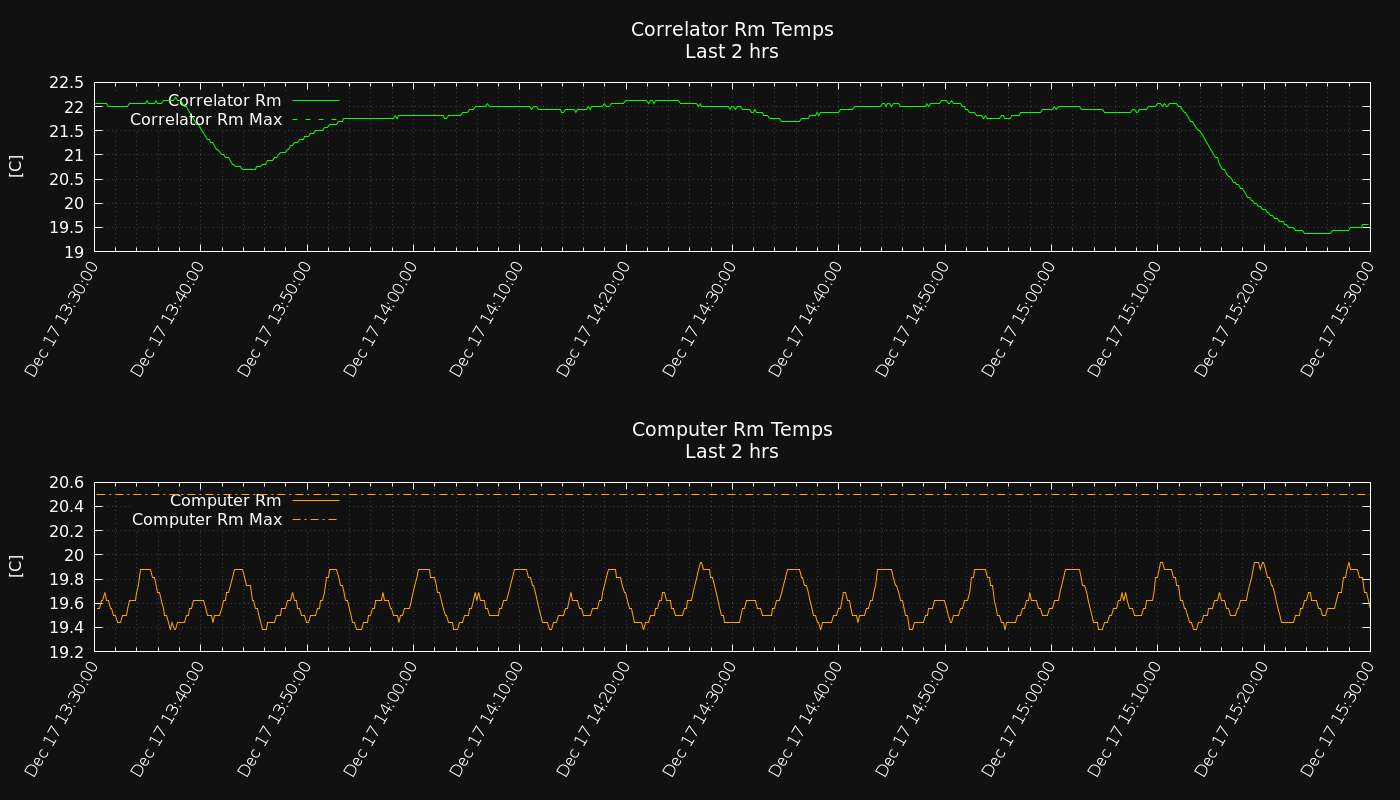 Correlator Rm Temps
Last 2 hrs
22.5
22
21.5
21
20.5
20
19.5
19
[C]
Correlator Rm
Correlator Rm Max
Dec 17 13:30:00
Dec 17 13:40:00
Dec 17 13:50:00
Dec 17 14:00:00
Dec 17 14:10:00
Dec 17 14:20:00
Dec 17 14:30:00
Dec 17 14:40:00
Dec 17 14:50:00
Dec 17 15:00:00
Dec 17 15:10:00
Dec 17 15:20:00
Dec 17 15:30:00
Computer Rm Temps
Last 2 hrs
20.6
20.4
20.2
20
19.8
19.6
19.4
19.2
[C]
Computer Rm
Computer Rm Max
Dec 17 13:30:00
Dec 17 13:40:00
Dec 17 13:50:00
Dec 17 14:00:00
Dec 17 14:10:00
Dec 17 14:20:00
Dec 17 14:30:00
Dec 17 14:40:00
Dec 17 14:50:00
Dec 17 15:00:00
Dec 17 15:10:00
Dec 17 15:20:00
Dec 17 15:30:00